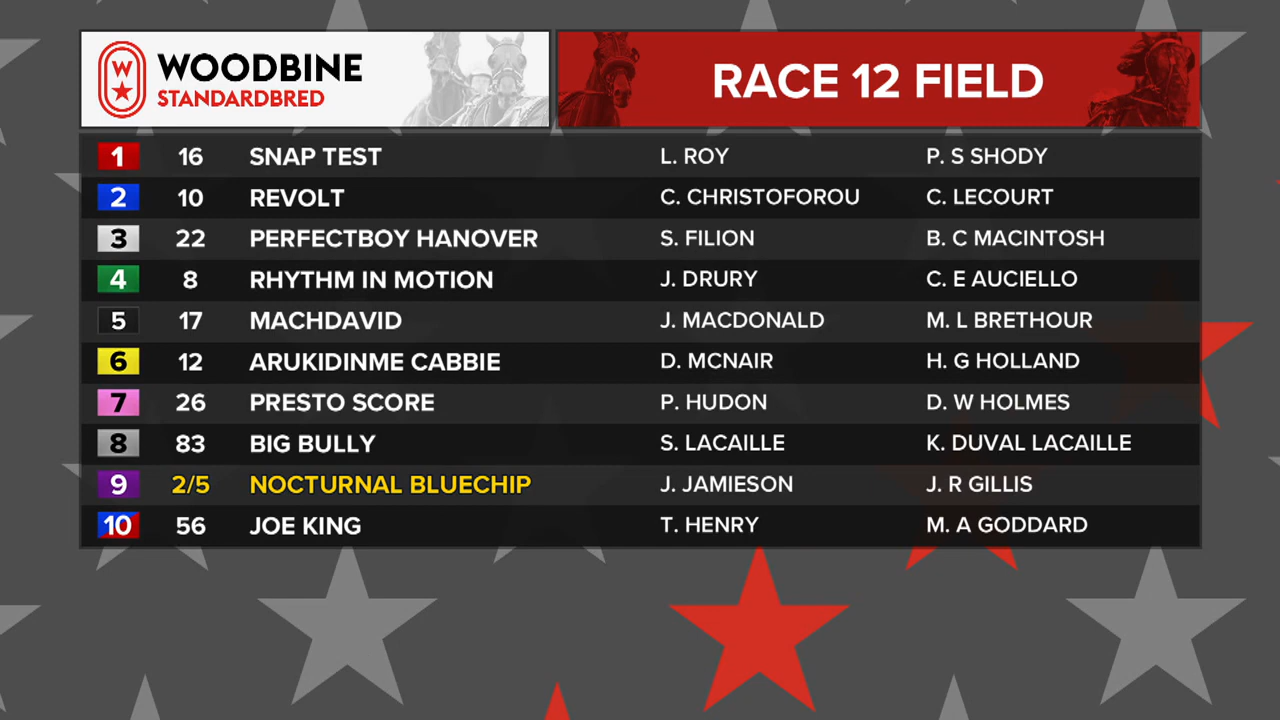 W
WOODBINE
STANDARDBRED
RACE 12 FIELD
1 16 SNAP TEST L. ROY P. S SHODY
2 10 REVOLT C. CHRISTOFOROU C. LECOURT
3 22 PERFECTBOY HANOVER S. FILION B. C MACINTOSH
4 8 RHYTHM IN MOTION J. DRURY C. E AUCIELLO
5 17 MACHDAVID J. MACDONALD M. L BRETHOUR
6 12 ARUKIDINME CABBIE D. MCNAIR H. G HOLLAND
7 26 PRESTO SCORE P. HUDON D. W HOLMES
8 83 BIG BULLY S. LACAILLE K. DUVAL LACAILLE
9 2/5 NOCTURNAL BLUECHIP J. JAMIESON J. R GILLIS
10 56 JOE KING T. HENRY M. A GODDARD